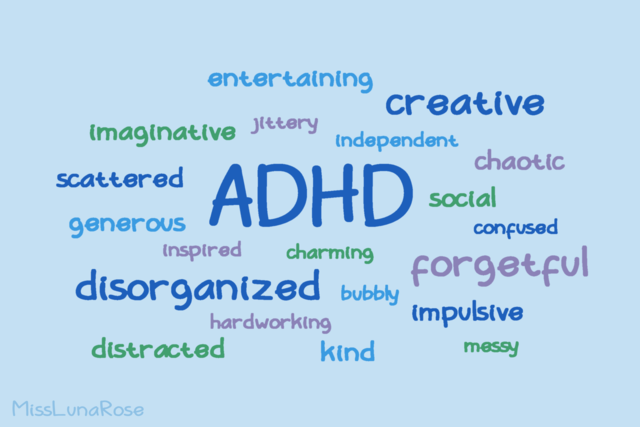 entertaining
creative
imaginative
jittery
independent
chaotic
scattered
ADHD
social
generous
confused
inspired
charming
forgetful
disorganized
bubbly
impulsive
hardworking
distracted
kind
messy
MissLunaRose